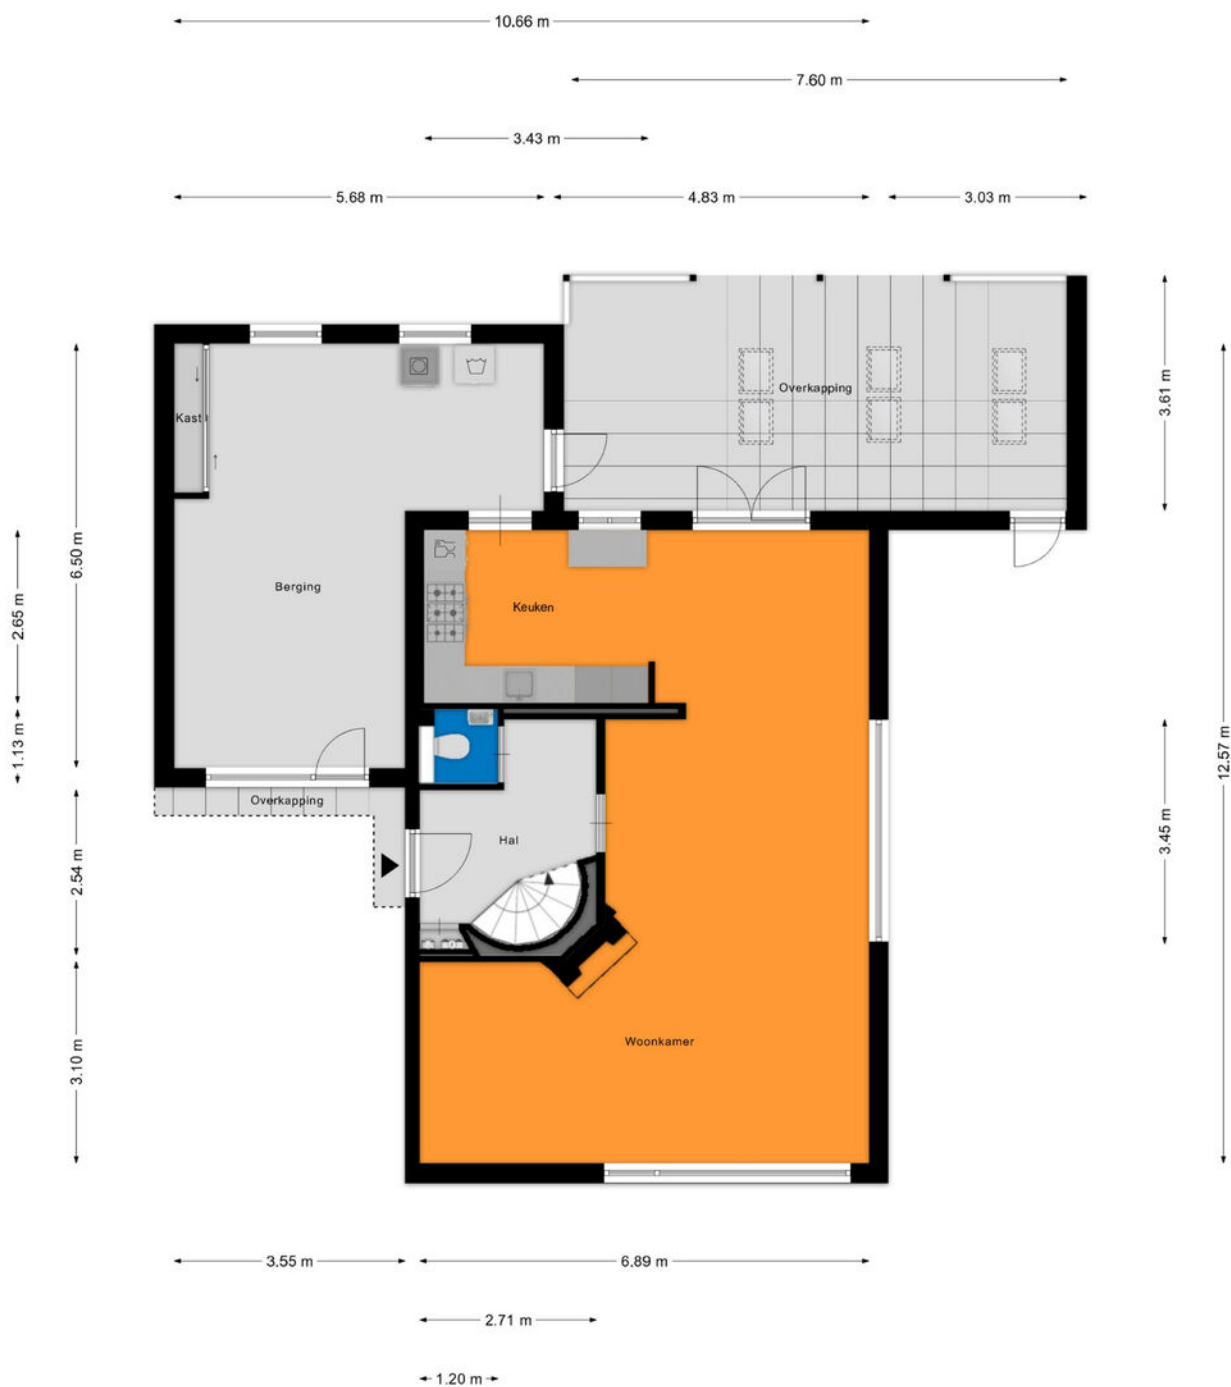 10.66 m
7.60 m
3.43 m
5.68 m
4.83 m
3.03 m
Overkapping
Kast
3.61 m
6.50 m
2.65 m
Berging
Keuken
1.13 m
12.57 m
Overkapping
Hal
3.45 m
2.54 m
3.10 m
Woonkamer
3.55 m
6.89 m
2.71 m
1.20 m